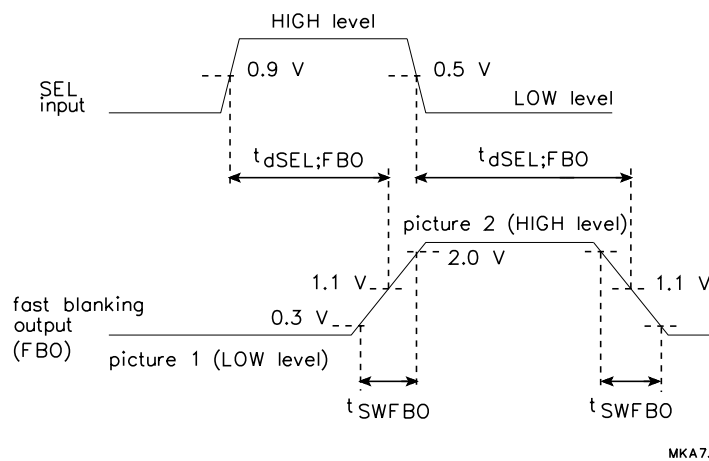 HIGH level
0.9 V
0.5 V
SEL
input
LOW level
tdSEL;FBO
tdSEL;FBO
picture 2 (HIGH level)
2.0 V
1.1 V
1.1 V
fast blanking
output
(FBO)
0.3 V
picture 1 (LOW level)
tSWFBO
tSWFBO